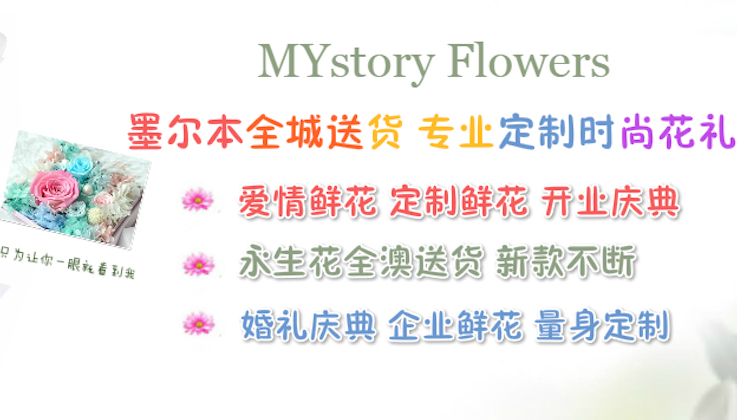 MYstory Flowers
墨尔本全城送货 专业定制时尚花礼
爱情鲜花 定制鲜花 开业庆典
只为让你一眼就看到我
永生花全澳送货 新款不断
婚礼庆典 企业鲜花 量身定制